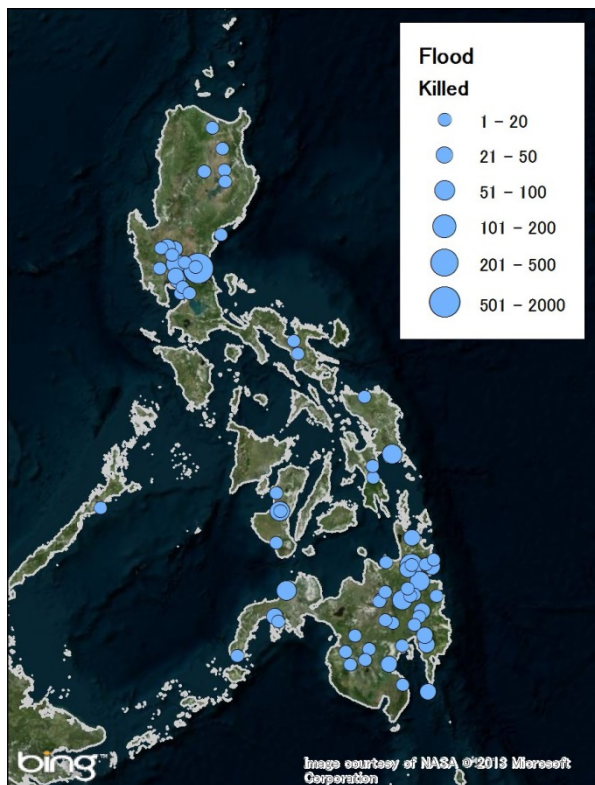 Flood
Killed
1 – 20
21 – 50
51 – 100
101 – 200
201 – 500
501 – 2000
bing™
Image courtesy of NASA © 2013 Microsoft
Corporation